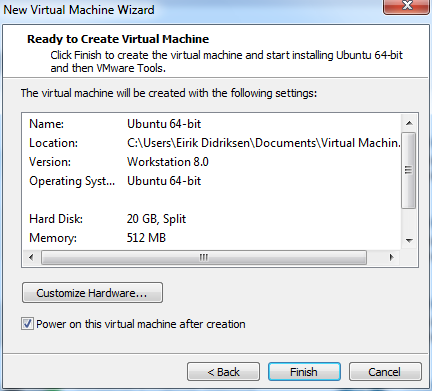 New Virtual Machine Wizard
Ready to Create Virtual Machine
Click Finish to create the virtual machine and start installing Ubuntu 64-bit
and then VMware Tools.
The virtual machine will be created with the following settings:
Name: Ubuntu 64-bit
Location: C:\Users\Eirik Didriksen\Documents\Virtual Machin...
Version: Workstation 8.0
Operating Syst... Ubuntu 64-bit
Hard Disk: 20 GB, Split
Memory: 512 MB
Customize Hardware...
Power on this virtual machine after creation
< Back Finish Cancel